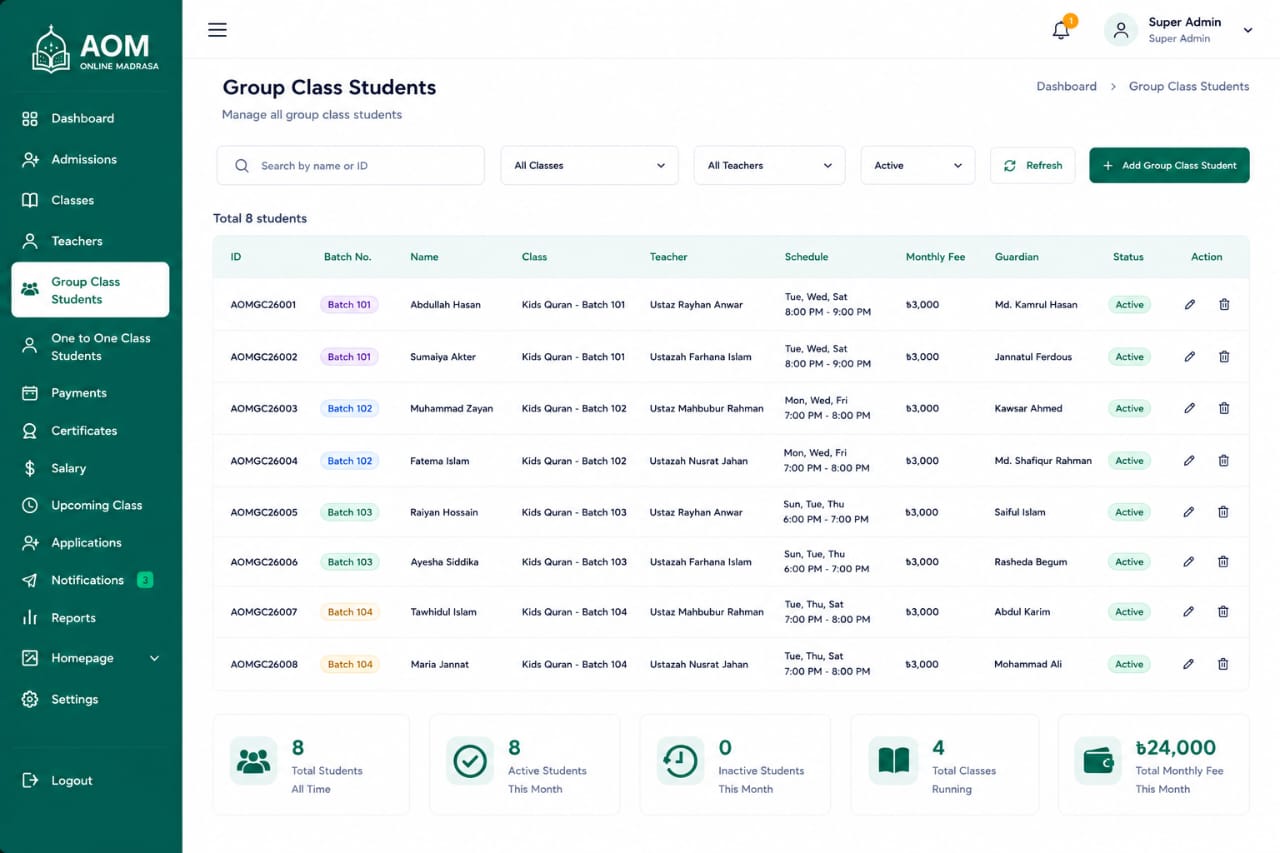 AOM
ONLINE MADRASA
Dashboard
Admissions
Classes
Teachers
Group Class
Students
One to One Class
Students
Payments
Certificates
Salary
Upcoming Class
Applications
Notifications 3
Reports
Homepage
Settings
Logout
1
Super Admin
Super Admin
Group Class Students
Manage all group class students
Dashboard > Group Class Students
Search by name or ID
All Classes
All Teachers
Active
Refresh
+ Add Group Class Student
Total 8 students
ID Batch No. Name Class Teacher Schedule Monthly Fee Guardian Status Action
AOMGC26001 Batch 101 Abdullah Hasan Kids Quran - Batch 101 Ustaz Rayhan Anwar Tue, Wed, Sat
8:00 PM - 9:00 PM ৳3,000 Md. Kamrul Hasan Active
AOMGC26002 Batch 101 Sumaiya Akter Kids Quran - Batch 101 Ustazah Farhana Islam Tue, Wed, Sat
8:00 PM - 9:00 PM ৳3,000 Jannatul Ferdous Active
AOMGC26003 Batch 102 Muhammad Zayan Kids Quran - Batch 102 Ustaz Mahbubur Rahman Mon, Wed, Fri
7:00 PM - 8:00 PM ৳3,000 Kawsar Ahmed Active
AOMGC26004 Batch 102 Fatema Islam Kids Quran - Batch 102 Ustazah Nusrat Jahan Mon, Wed, Fri
7:00 PM - 8:00 PM ৳3,000 Md. Shafiqur Rahman Active
AOMGC26005 Batch 103 Raiyan Hossain Kids Quran - Batch 103 Ustaz Rayhan Anwar Sun, Tue, Thu
6:00 PM - 7:00 PM ৳3,000 Saiful Islam Active
AOMGC26006 Batch 103 Ayesha Siddika Kids Quran - Batch 103 Ustazah Farhana Islam Sun, Tue, Thu
6:00 PM - 7:00 PM ৳3,000 Rasheda Begum Active
AOMGC26007 Batch 104 Tawhidul Islam Kids Quran - Batch 104 Ustaz Mahbubur Rahman Tue, Thu, Sat
7:00 PM - 8:00 PM ৳3,000 Abdul Karim Active
AOMGC26008 Batch 104 Maria Jannat Kids Quran - Batch 104 Ustazah Nusrat Jahan Tue, Thu, Sat
7:00 PM - 8:00 PM ৳3,000 Mohammad Ali Active
8
Total Students
All Time
8
Active Students
This Month
0
Inactive Students
This Month
4
Total Classes
Running
৳24,000
Total Monthly Fee
This Month